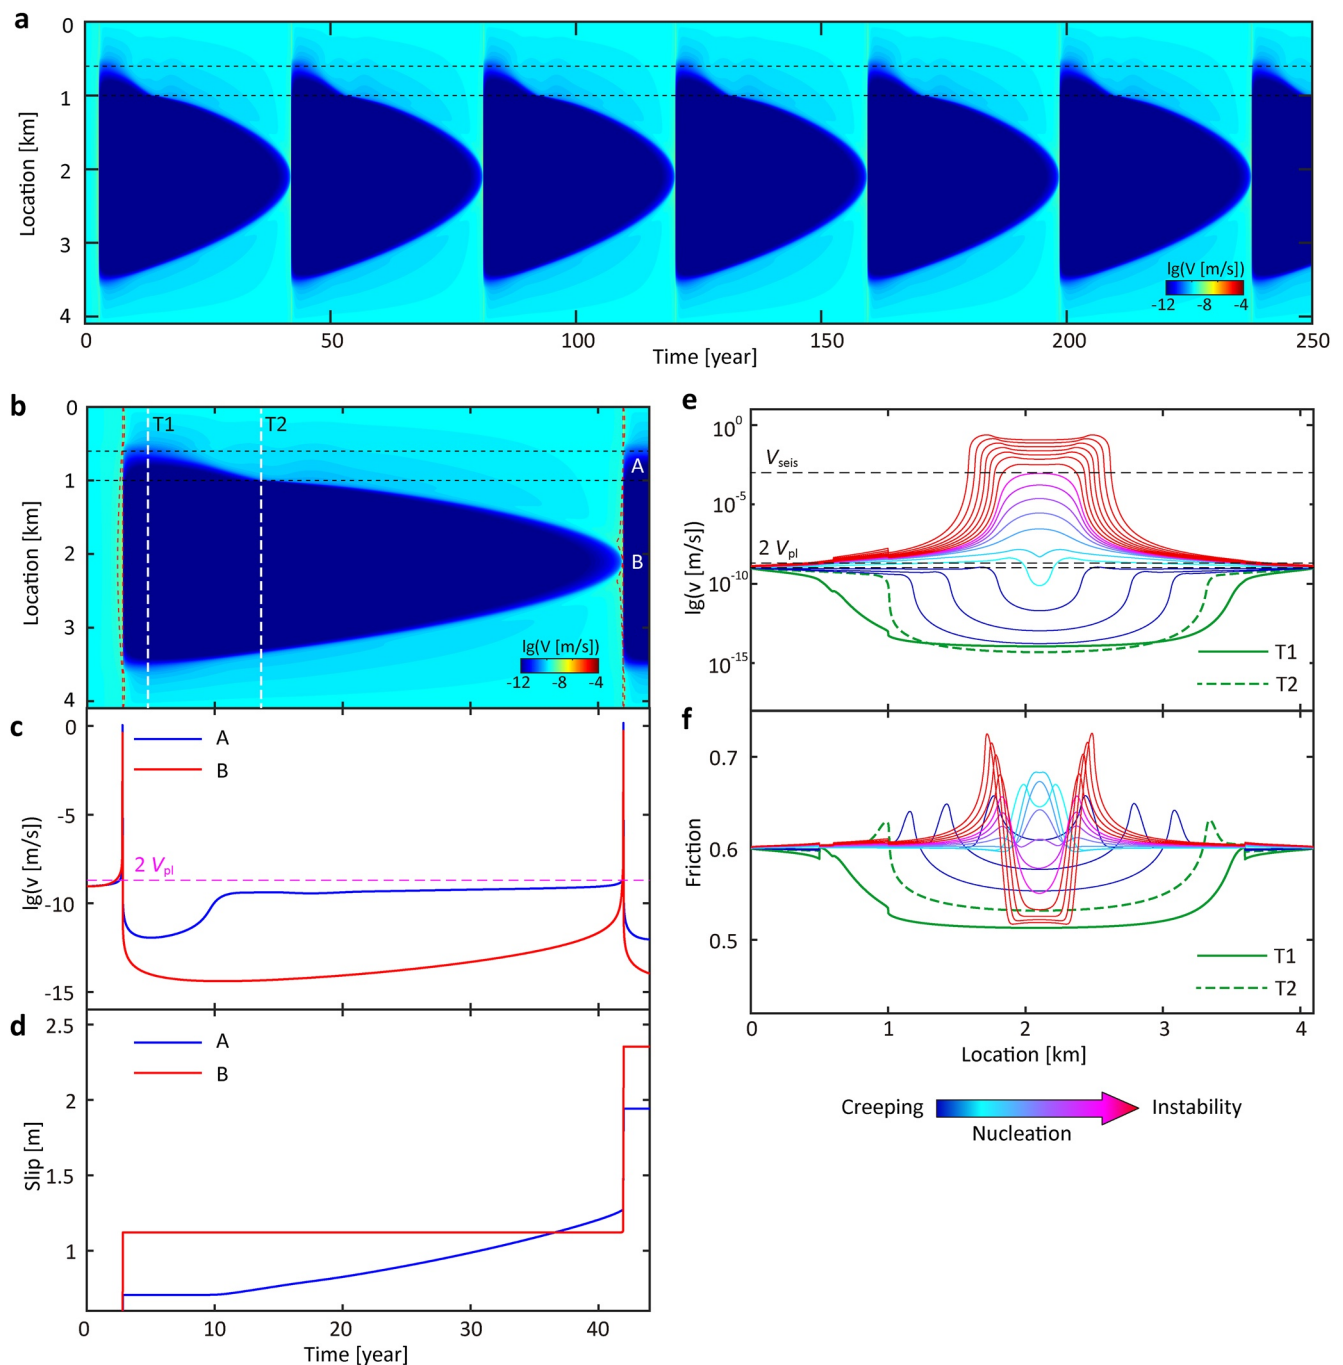 a
0
1
2
3
4
Location [km]
lg(V [m/s])
-12 -8 -4
0 50 100 150 200 250
Time [year]
b
0
1
2
3
4
Location [km]
T1
T2
A
B
lg(V [m/s])
-12 -8 -4
c
0
-5
-10
-15
lg(v [m/s])
A
B
2 Vpl
d
2.5
2
1.5
1
Slip [m]
A
B
0 10 20 30 40
Time [year]
e
10^0
10^-5
10^-10
10^-15
lg(v [m/s])
Vseis
2 Vpl
T1
T2
f
0.7
0.6
0.5
Friction
T1
T2
0 1 2 3 4
Location [km]
Creeping Instability
Nucleation